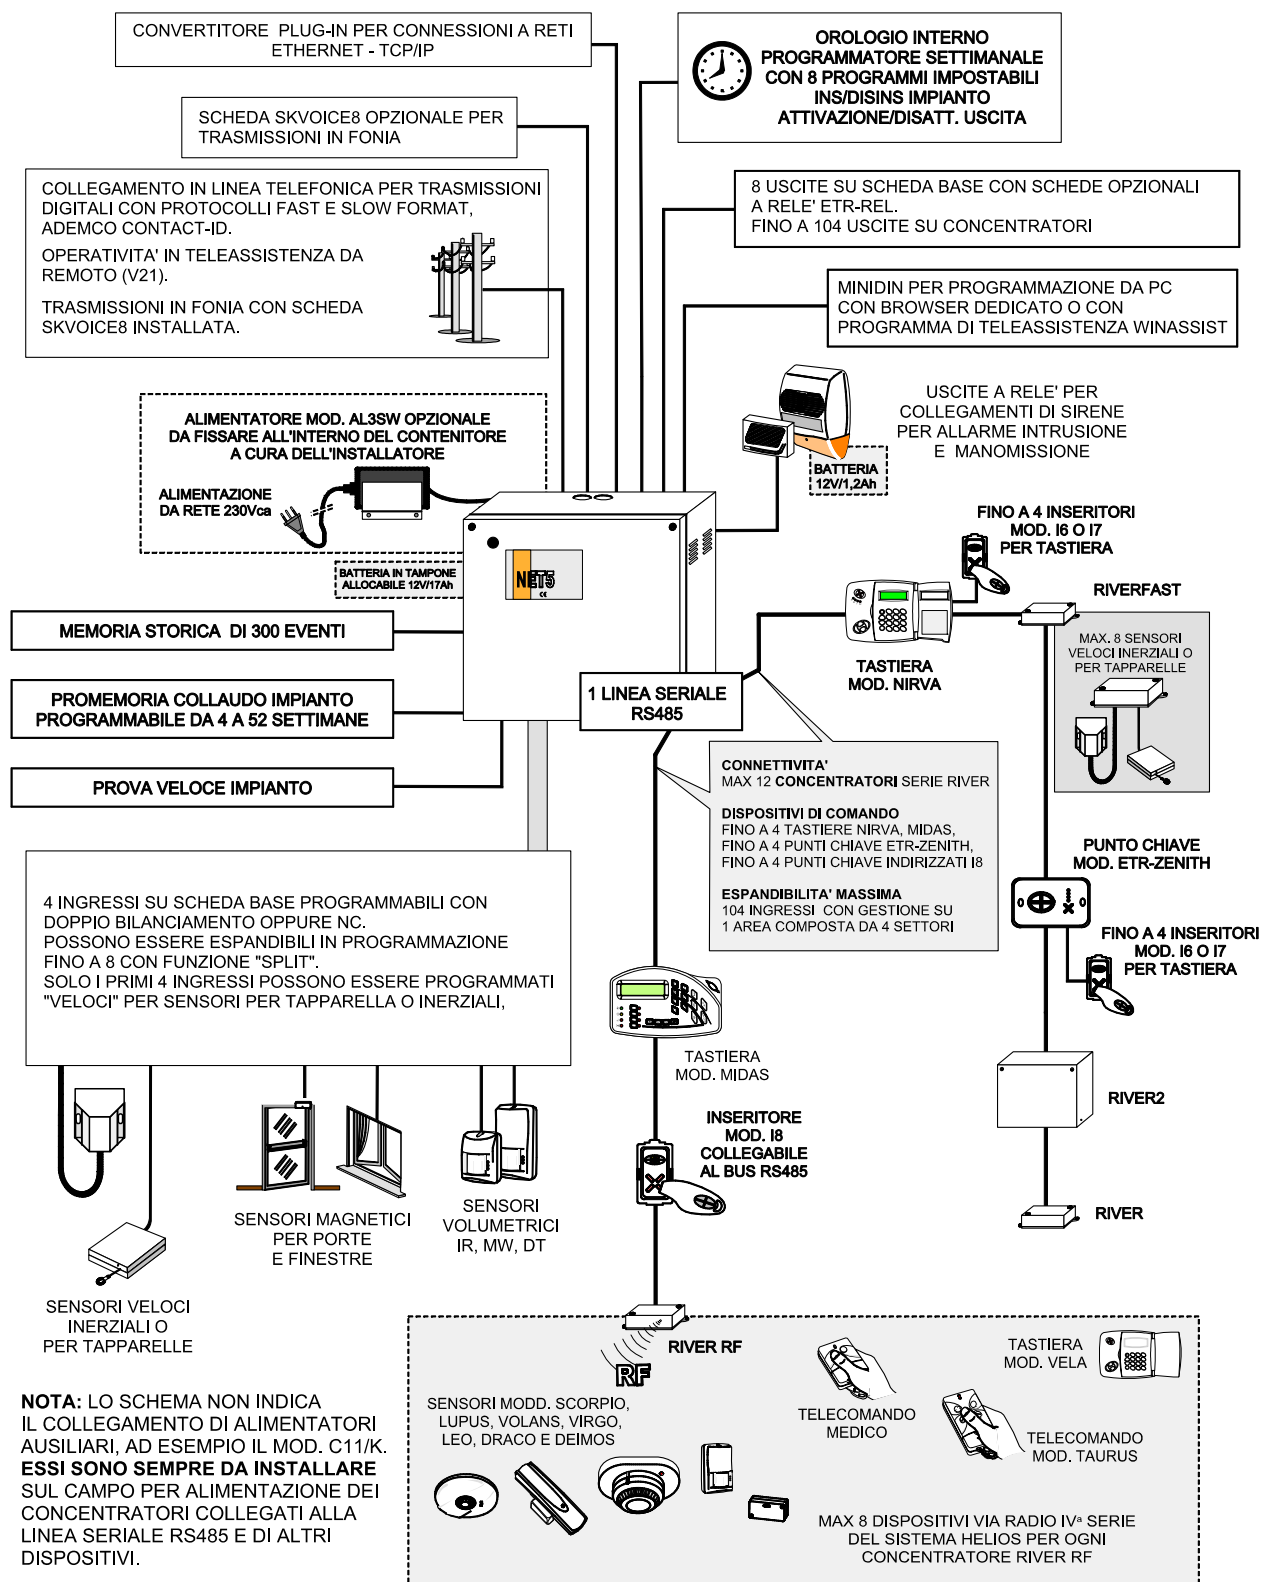 CONVERTITORE PLUG-IN PER CONNESSIONI A RETI
ETHERNET - TCP/IP
OROLOGIO INTERNO
PROGRAMMATORE SETTIMANALE
CON 8 PROGRAMMI IMPOSTABILI
INS/DISINS IMPIANTO
ATTIVAZIONE/DISATT. USCITA
SCHEDA SKVOICE8 OPZIONALE PER
TRASMISSIONI IN FONIA
COLLEGAMENTO IN LINEA TELEFONICA PER TRASMISSIONI
DIGITALI CON PROTOCOLLI FAST E SLOW FORMAT,
ADEMCO CONTACT-ID.
OPERATIVITA' IN TELEASSISTENZA DA
REMOTO (V21).
TRASMISSIONI IN FONIA CON SCHEDA
SKVOICE8 INSTALLATA.
8 USCITE SU SCHEDA BASE CON SCHEDE OPZIONALI
A RELE' ETR-REL.
FINO A 104 USCITE SU CONCENTRATORI
MINIDIN PER PROGRAMMAZIONE DA PC
CON BROWSER DEDICATO O CON
PROGRAMMA DI TELEASSISTENZA WINASSIST
ALIMENTATORE MOD. AL3SW OPZIONALE
DA FISSARE ALL'INTERNO DEL CONTENITORE
A CURA DELL'INSTALLATORE
ALIMENTAZIONE
DA RETE 230Vca
USCITE A RELE' PER
COLLEGAMENTI DI SIRENE
PER ALLARME INTRUSIONE
E MANOMISSIONE
BATTERIA
12V/1,2Ah
BATTERIA IN TAMPONE
ALLOCABILE 12V/17Ah
NET5
CE
FINO A 4 INSERITORI
MOD. I6 O I7
PER TASTIERA
RIVERFAST
MAX. 8 SENSORI
VELOCI INERZIALI O
PER TAPPARELLE
TASTIERA
MOD. NIRVA
MEMORIA STORICA DI 300 EVENTI
PROMEMORIA COLLAUDO IMPIANTO
PROGRAMMABILE DA 4 A 52 SETTIMANE
PROVA VELOCE IMPIANTO
1 LINEA SERIALE
RS485
CONNETTIVITA'
MAX 12 CONCENTRATORI SERIE RIVER
DISPOSITIVI DI COMANDO
FINO A 4 TASTIERE NIRVA, MIDAS,
FINO A 4 PUNTI CHIAVE ETR-ZENITH,
FINO A 4 PUNTI CHIAVE INDIRIZZATI I8
ESPANDIBILITA' MASSIMA
104 INGRESSI CON GESTIONE SU
1 AREA COMPOSTA DA 4 SETTORI
PUNTO CHIAVE
MOD. ETR-ZENITH
FINO A 4 INSERITORI
MOD. I6 O I7
PER TASTIERA
4 INGRESSI SU SCHEDA BASE PROGRAMMABILI CON
DOPPIO BILANCIAMENTO OPPURE NC.
POSSONO ESSERE ESPANDIBILI IN PROGRAMMAZIONE
FINO A 8 CON FUNZIONE "SPLIT".
SOLO I PRIMI 4 INGRESSI POSSONO ESSERE PROGRAMMATI
"VELOCI" PER SENSORI PER TAPPARELLA O INERZIALI,
TASTIERA
MOD. MIDAS
RIVER2
INSERITORE
MOD. I8
COLLEGABILE
AL BUS RS485
RIVER
SENSORI MAGNETICI
PER PORTE
E FINESTRE
SENSORI
VOLUMETRICI
IR, MW, DT
SENSORI VELOCI
INERZIALI O
PER TAPPARELLE
RIVER RF
RF
TASTIERA
MOD. VELA
SENSORI MODD. SCORPIO,
LUPUS, VOLANS, VIRGO,
LEO, DRACO E DEIMOS
TELECOMANDO
MEDICO
TELECOMANDO
MOD. TAURUS
MAX 8 DISPOSITIVI VIA RADIO IVª SERIE
DEL SISTEMA HELIOS PER OGNI
CONCENTRATORE RIVER RF
NOTA: LO SCHEMA NON INDICA
IL COLLEGAMENTO DI ALIMENTATORI
AUSILIARI, AD ESEMPIO IL MOD. C11/K.
ESSI SONO SEMPRE DA INSTALLARE
SUL CAMPO PER ALIMENTAZIONE DEI
CONCENTRATORI COLLEGATI ALLA
LINEA SERIALE RS485 E DI ALTRI
DISPOSITIVI.